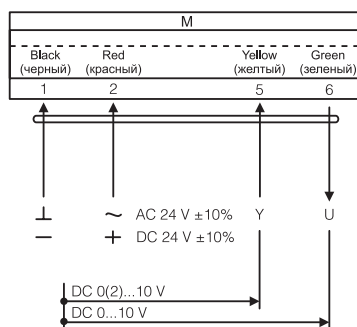 M
Black Red Yellow Green
(черный) (красный) (желтый) (зеленый)
1 2 5 6
⊥ ~ AC 24 V ±10% Y U
− + DC 24 V ±10%
DC 0(2)...10 V
DC 0...10 V